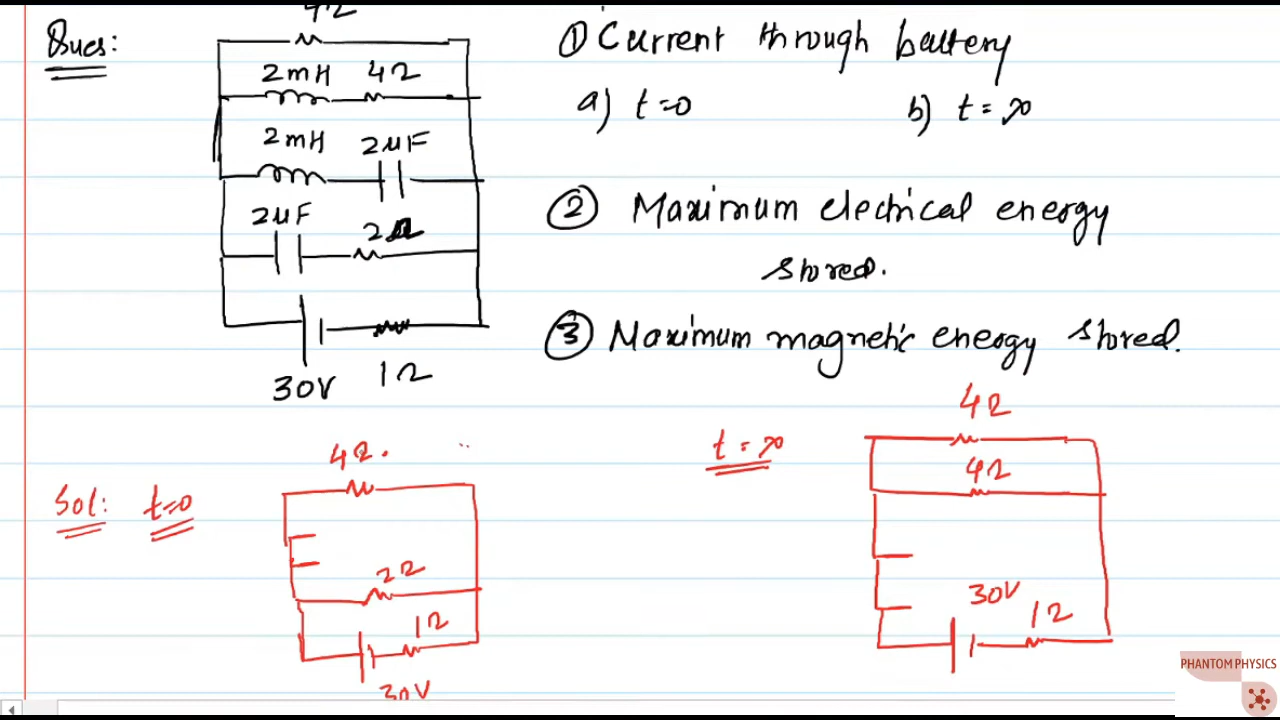 4Ω
Ques:
① Current through battery
2mH 4Ω
a) t=0 b) t=∞
2mH 2μF
2μF 2Ω
② Maximum electrical energy
stored.
③ Maximum magnetic energy stored.
30V 1Ω
4Ω
t=∞
4Ω.
4Ω
Sol: t=0
2Ω
1Ω
30V
30V 1Ω
PHANTOM PHYSICS